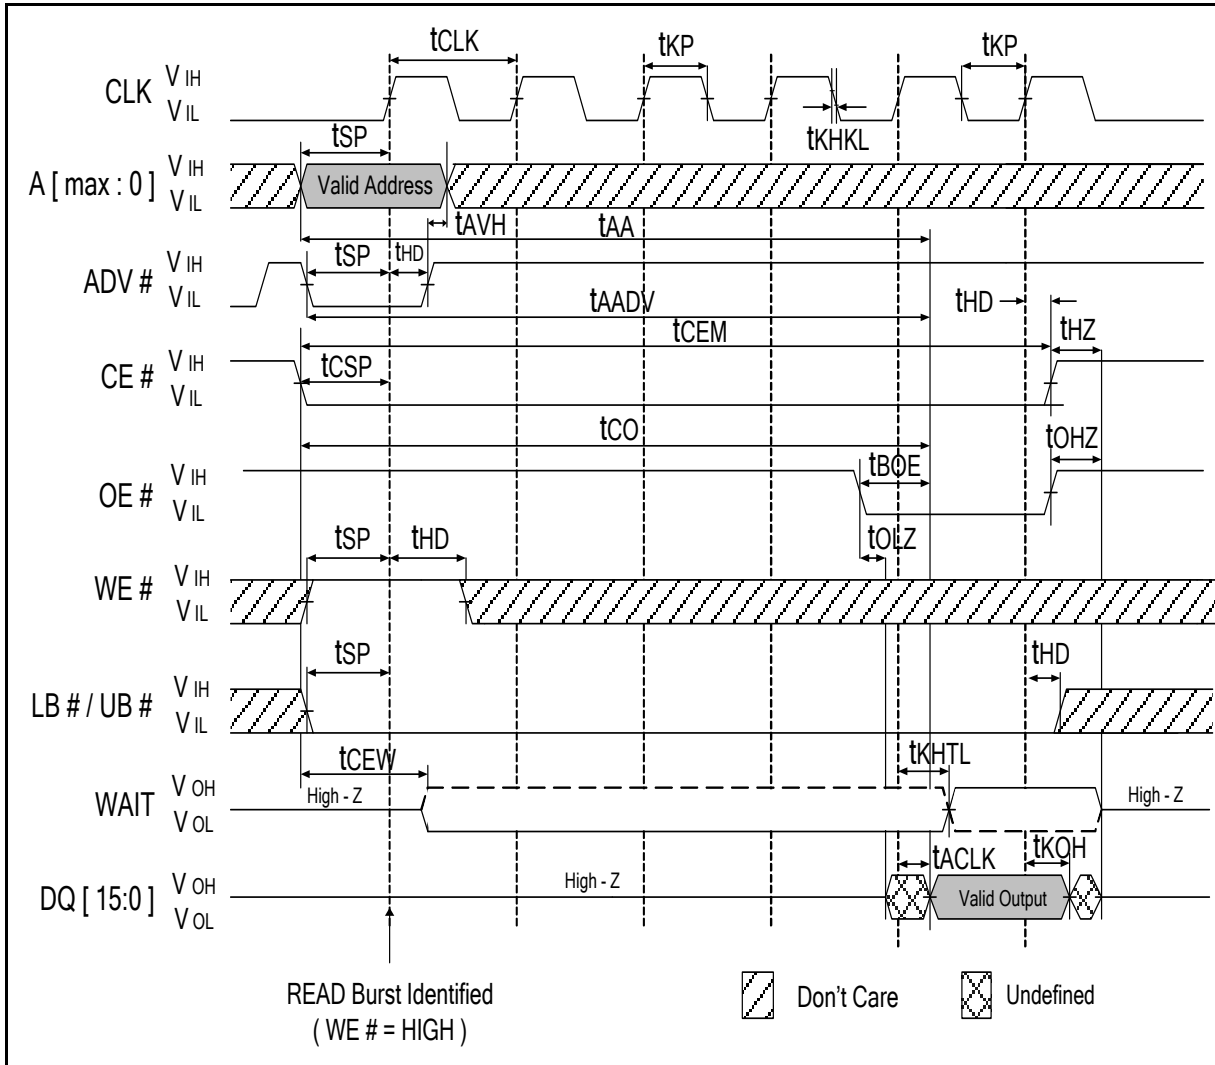 tCLK
tKP
tKP
CLK
V IH
V IL
tKHKL
tSP
A [ max : 0 ]
V IH
V IL
Valid Address
tAVH
tAA
ADV #
V IH
V IL
tSP
tHD
tAADV
tHD
tCEM
tHZ
CE #
V IH
V IL
tCSP
tCO
tOHZ
OE #
V IH
V IL
tBOE
tOLZ
tSP
tHD
WE #
V IH
V IL
tSP
tHD
LB # / UB #
V IH
V IL
tCEW
tKHTL
WAIT
V OH
V OL
High - Z
High - Z
tACLK
tKOH
DQ [ 15:0 ]
V OH
V OL
High - Z
Valid Output
READ Burst Identified
( WE # = HIGH )
Don't Care
Undefined